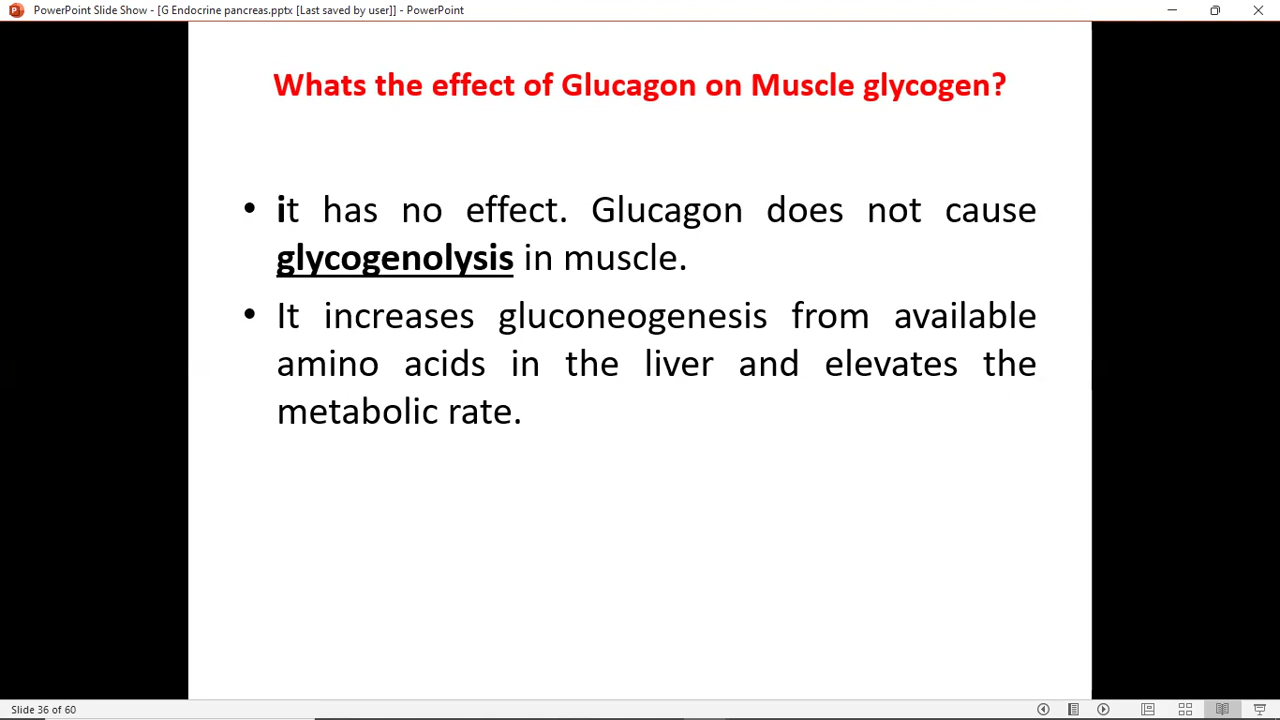 PowerPoint Slide Show - [G Endocrine pancreas.pptx [Last saved by user]] - PowerPoint
Whats the effect of Glucagon on Muscle glycogen?
• it has no effect. Glucagon does not cause
glycogenolysis in muscle.
• It increases gluconeogenesis from available
amino acids in the liver and elevates the
metabolic rate.
Slide 36 of 60